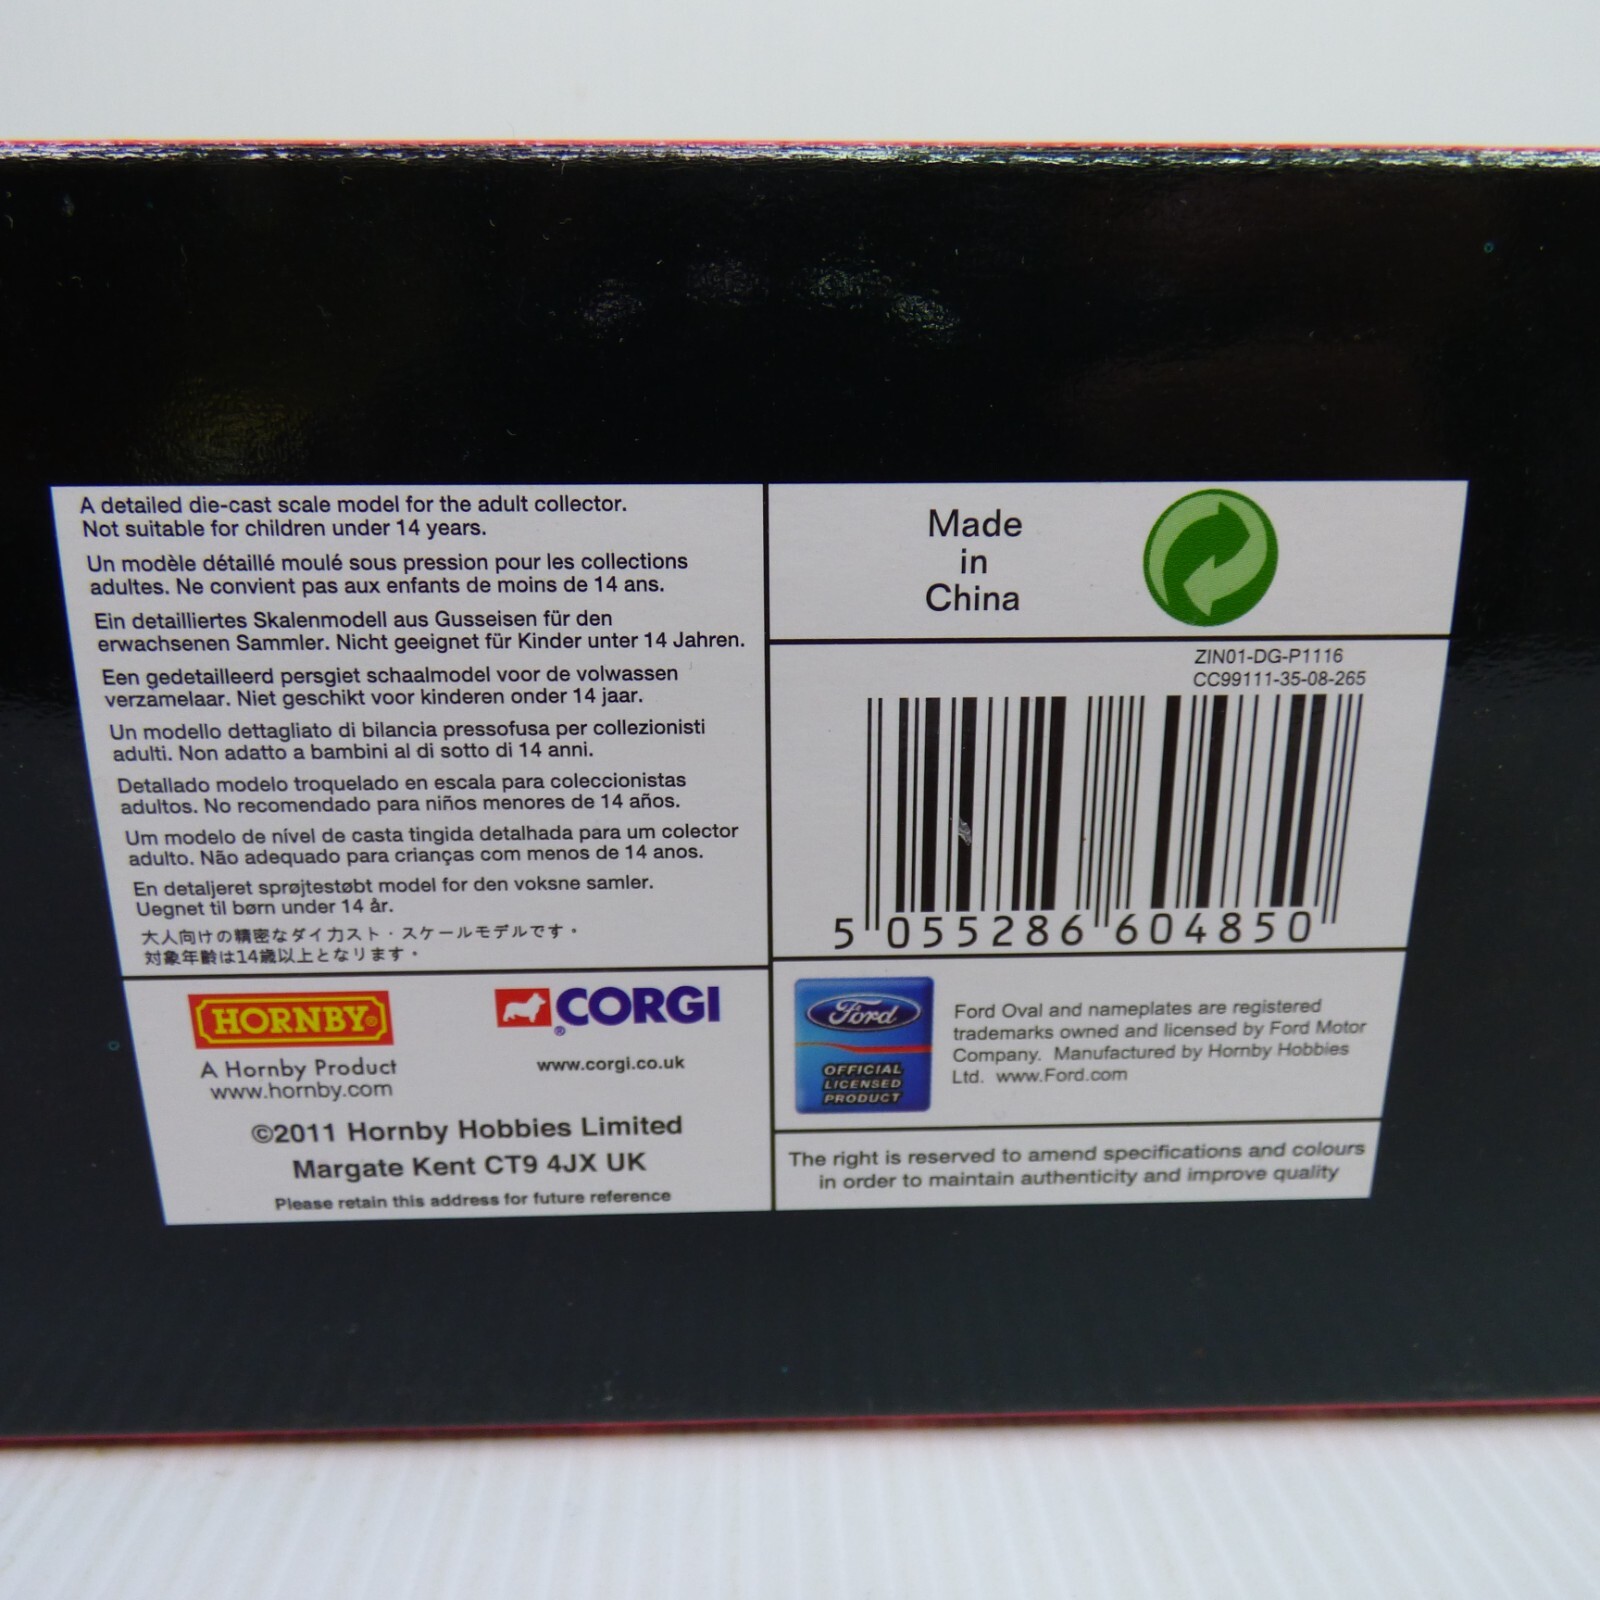 A detailed die-cast scale model for the adult collector.
Not suitable for children under 14 years.
Un modèle détaillé moulé sous pression pour les collections
adultes. Ne convient pas aux enfants de moins de 14 ans.
Ein detailliertes Skalenmodell aus Gusseisen für den
erwachsenen Sammler. Nicht geeignet für Kinder unter 14 Jahren.
Een gedetailleerd persgiet schaalmodel voor de volwassen
verzamelaar. Niet geschikt voor kinderen onder 14 jaar.
Un modello dettagliato di bilancia pressofusa per collezionisti
adulti. Non adatto a bambini al di sotto di 14 anni.
Detallado modelo troquelado en escala para coleccionistas
adultos. No recomendado para niños menores de 14 años.
Um modelo de nível de casta tingida detalhada para um colector
adulto. Não adequado para crianças com menos de 14 anos.
En detaljeret sprøjtestøbt model for den voksne samler.
Uegnet til børn under 14 år.
大人向けの精密なダイカスト・スケールモデルです・
対象年齢は14歳以上となります・
HORNBY®
A Hornby Product
www.hornby.com
®CORGI
www.corgi.co.uk
©2011 Hornby Hobbies Limited
Margate Kent CT9 4JX UK
Please retain this address for future reference
Made
in
China
ZIN01-DG-P1116
CC99111-35-08-265
5 055286 604850
Ford
OFFICIAL
LICENSED
PRODUCT
Ford Oval and nameplates are registered
trademarks owned and licensed by Ford Motor
Company. Manufactured by Hornby Hobbies
Ltd. www.Ford.com
The right is reserved to amend specifications and colours
in order to maintain authenticity and improve quality